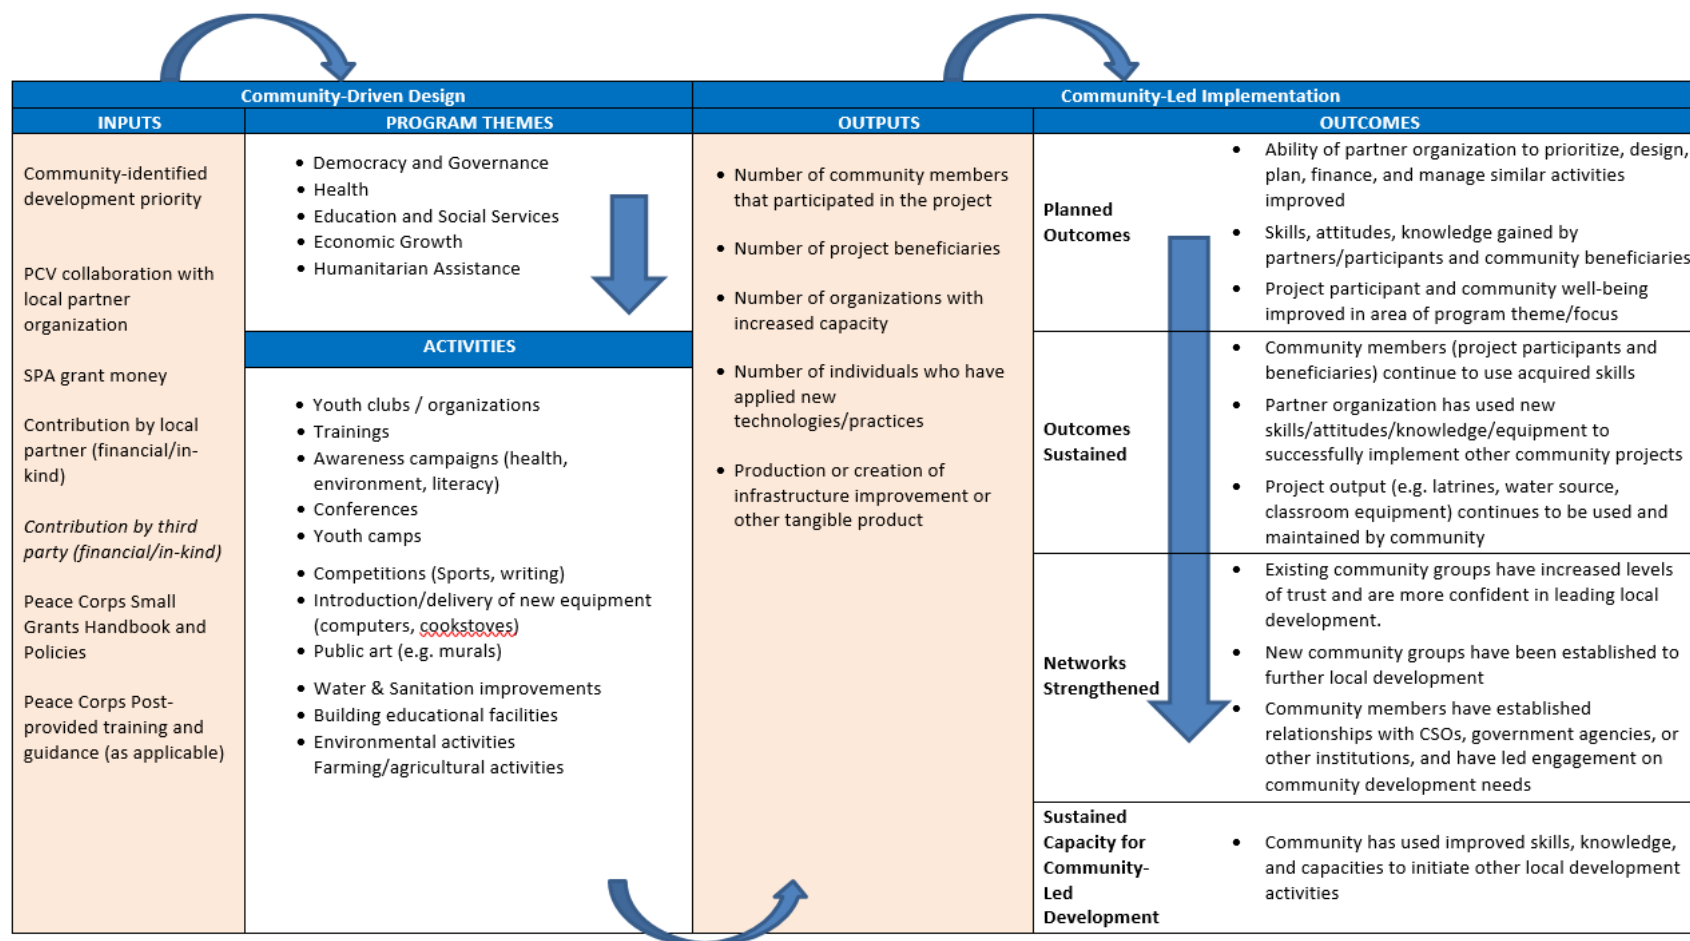 Community-Driven Design
Community-Led Implementation
INPUTS
PROGRAM THEMES
OUTPUTS
OUTCOMES
Community-identified
development priority
PCV collaboration with
local partner
organization
SPA grant money
Contribution by local
partner (financial/in-
kind)
Contribution by third
party (financial/in-kind)
Peace Corps Small
Grants Handbook and
Policies
Peace Corps Post-
provided training and
guidance (as applicable)
• Democracy and Governance
• Health
• Education and Social Services
• Economic Growth
• Humanitarian Assistance
ACTIVITIES
• Youth clubs / organizations
• Trainings
• Awareness campaigns (health,
environment, literacy)
• Conferences
• Youth camps
• Competitions (Sports, writing)
• Introduction/delivery of new equipment
(computers, cookstoves)
• Public art (e.g. murals)
• Water & Sanitation improvements
• Building educational facilities
• Environmental activities
Farming/agricultural activities
• Number of community members
that participated in the project
• Number of project beneficiaries
• Number of organizations with
increased capacity
• Number of individuals who have
applied new
technologies/practices
• Production or creation of
infrastructure improvement or
other tangible product
Planned
Outcomes
• Ability of partner organization to prioritize, design,
plan, finance, and manage similar activities
improved
• Skills, attitudes, knowledge gained by
partners/participants and community beneficiaries
• Project participant and community well-being
improved in area of program theme/focus
Outcomes
Sustained
• Community members (project participants and
beneficiaries) continue to use acquired skills
• Partner organization has used new
skills/attitudes/knowledge/equipment to
successfully implement other community projects
• Project output (e.g. latrines, water source,
classroom equipment) continues to be used and
maintained by community
Networks
Strengthened
• Existing community groups have increased levels
of trust and are more confident in leading local
development.
• New community groups have been established to
further local development
• Community members have established
relationships with CSOs, government agencies, or
other institutions, and have led engagement on
community development needs
Sustained
Capacity for
Community-
Led
Development
• Community has used improved skills, knowledge,
and capacities to initiate other local development
activities